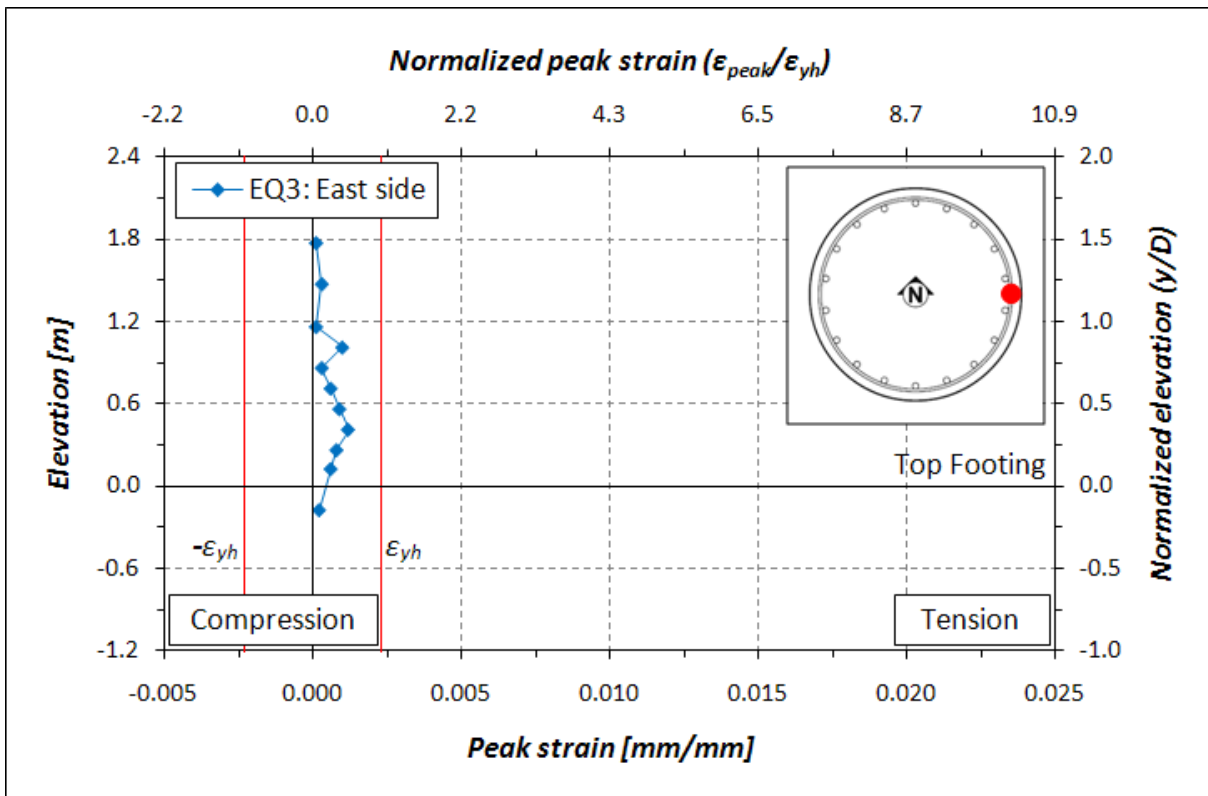 Normalized peak strain (εpeak/εyh)
-2.2 0.0 2.2 4.3 6.5 8.7 10.9
2.4 2.0
EQ3: East side
1.8 1.5
N
1.2 1.0
0.6 0.5
Top Footing
0.0 0.0
-εyh εyh
-0.6 -0.5
Compression Tension
-1.2 -1.0
-0.005 0.000 0.005 0.010 0.015 0.020 0.025
Peak strain [mm/mm]
Elevation [m]
Normalized elevation (y/D)